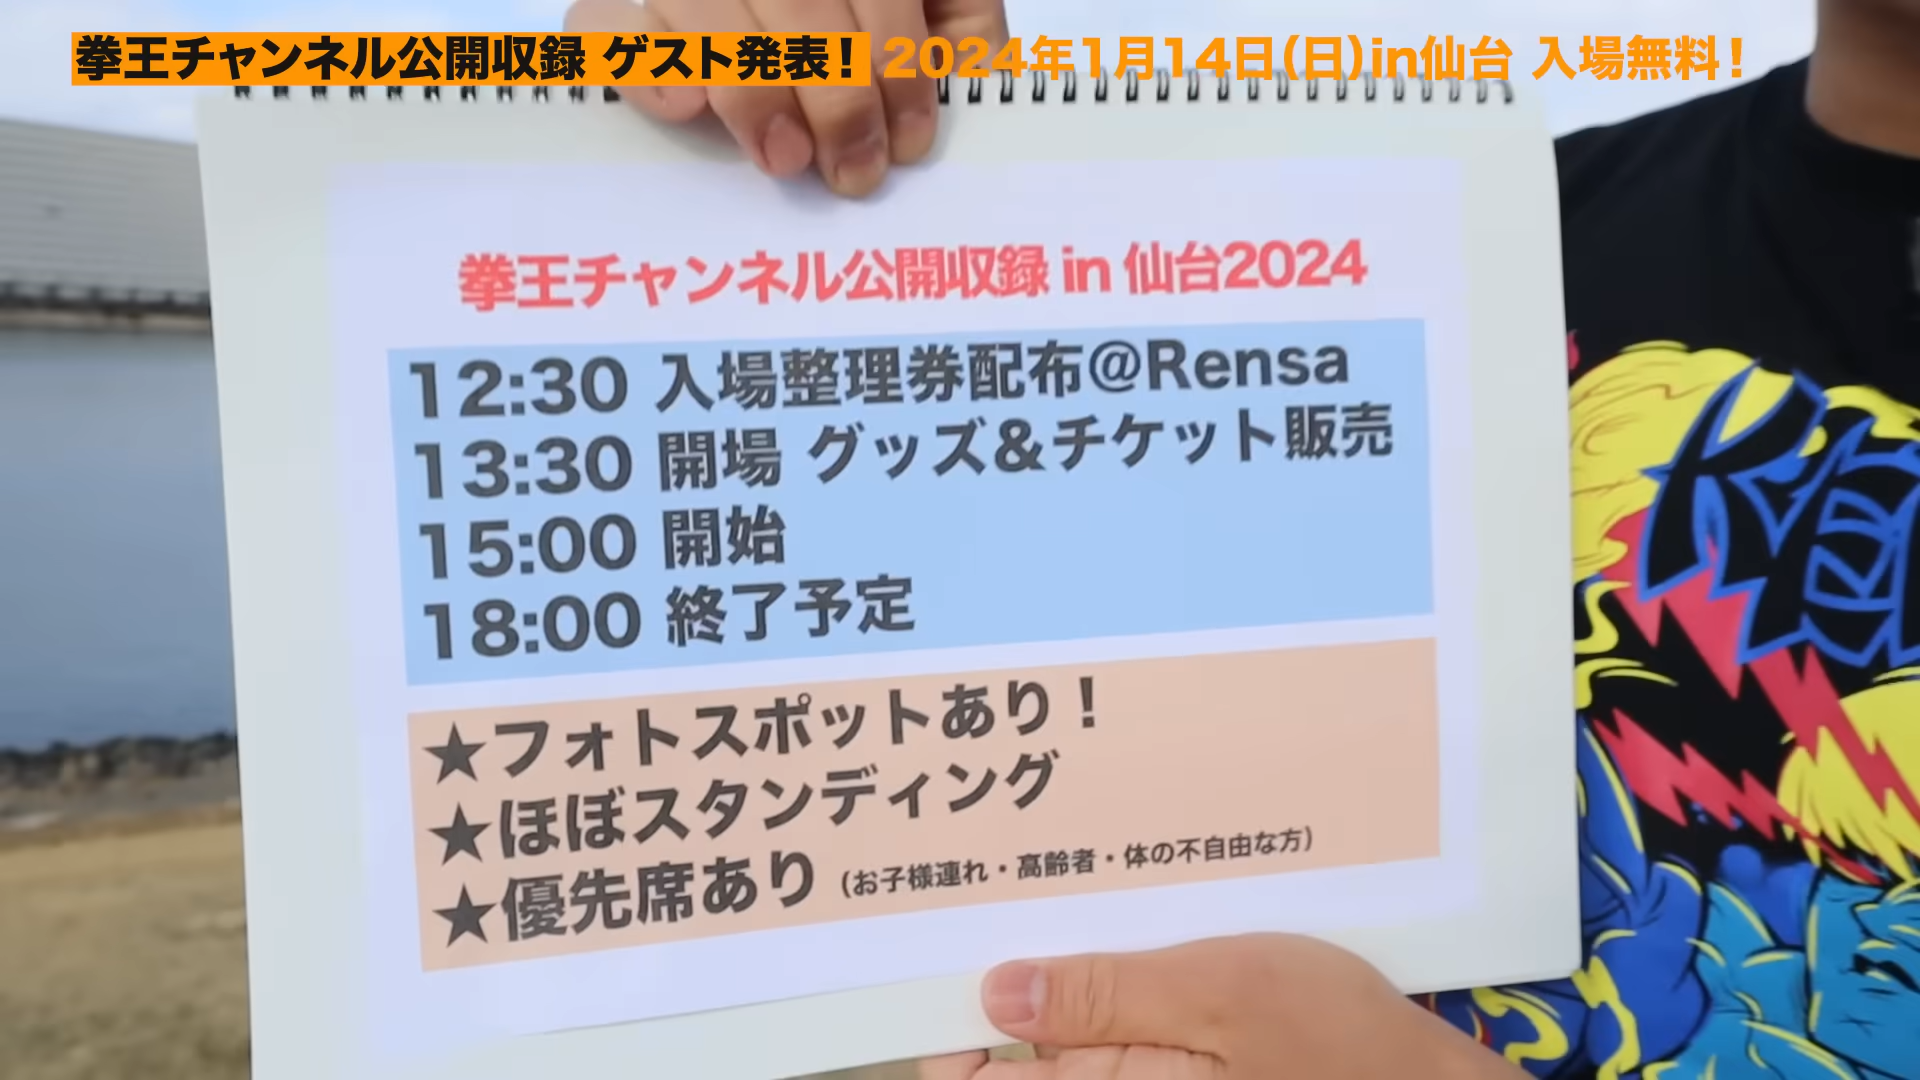 拳王チャンネル公開収録 ゲスト発表！ 2024年1月14日(日)in仙台 入場無料！
拳王チャンネル公開収録 in 仙台2024
12:30 入場整理券配布@Rensa
13:30 開場 グッズ&チケット販売
15:00 開始
18:00 終了予定
★フォトスポットあり！
★ほぼスタンディング
★優先席あり (お子様連れ・高齢者・体の不自由な方)